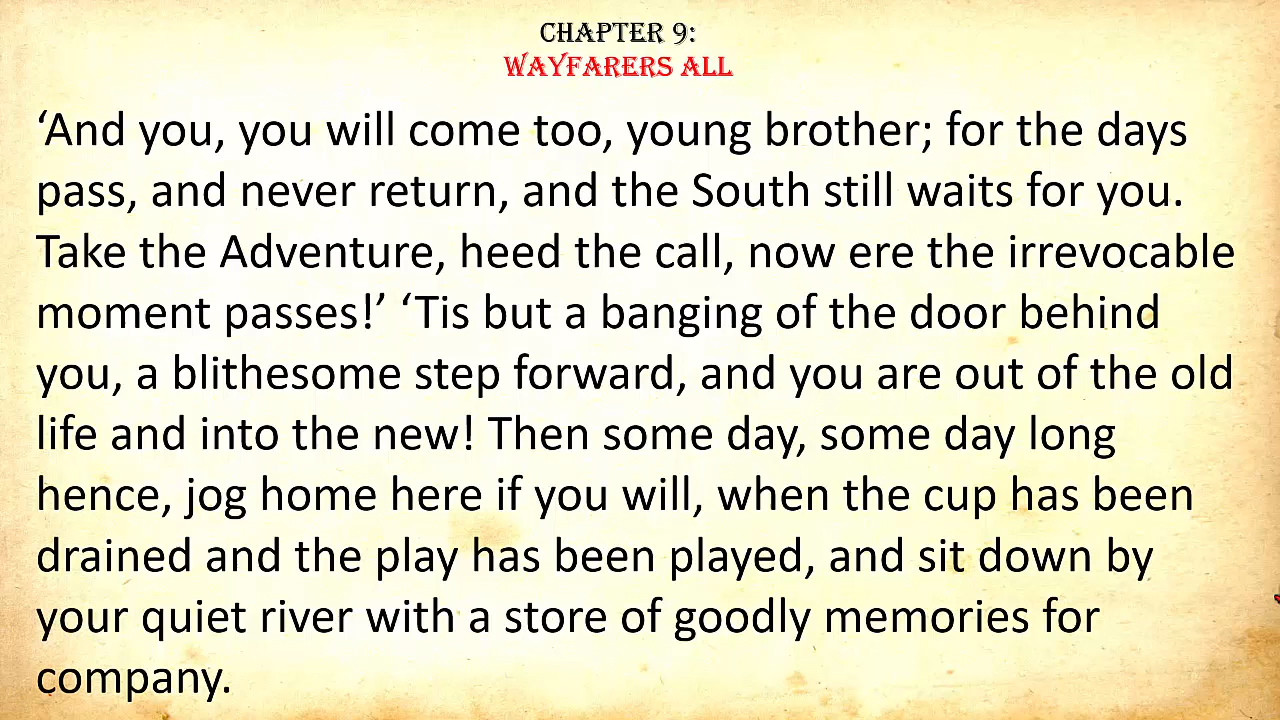 CHAPTER 9:
WAYFARERS ALL
‘And you, you will come too, young brother; for the days
pass, and never return, and the South still waits for you.
Take the Adventure, heed the call, now ere the irrevocable
moment passes!’ ‘Tis but a banging of the door behind
you, a blithesome step forward, and you are out of the old
life and into the new! Then some day, some day long
hence, jog home here if you will, when the cup has been
drained and the play has been played, and sit down by
your quiet river with a store of goodly memories for
company.